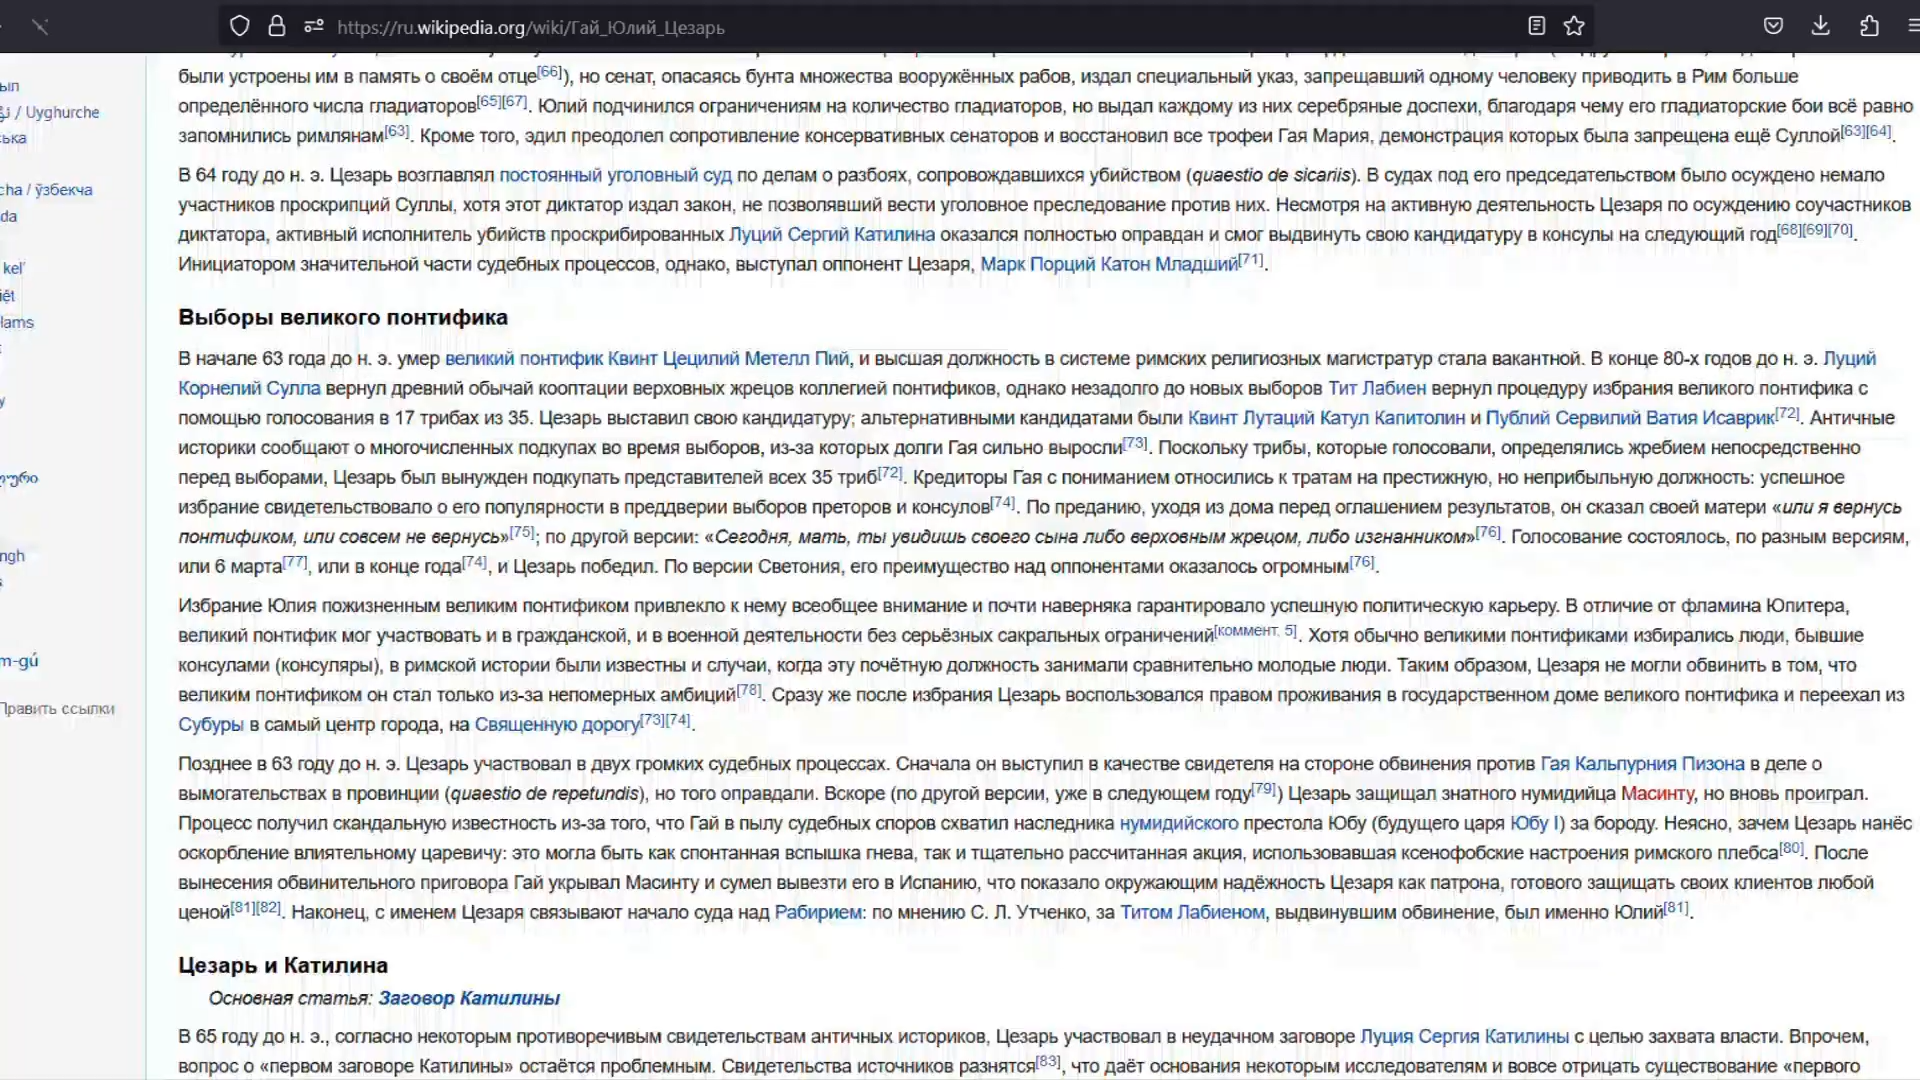 https://ru.wikipedia.org/wiki/Гай_Юлий_Цезарь
/ Uyghurche
cha / ўзбекча
Править ссылки
были устроены им в память о своём отце[66]), но сенат, опасаясь бунта множества вооружённых рабов, издал специальный указ, запрещавший одному человеку приводить в Рим больше
определённого числа гладиаторов[65][67]. Юлий подчинился ограничениям на количество гладиаторов, но выдал каждому из них серебряные доспехи, благодаря чему его гладиаторские бои всё равно
запомнились римлянам[63]. Кроме того, эдил преодолел сопротивление консервативных сенаторов и восстановил все трофеи Гая Мария, демонстрация которых была запрещена ещё Суллой[63][64].
В 64 году до н. э. Цезарь возглавлял постоянный уголовный суд по делам о разбоях, сопровождавшихся убийством (quaestio de sicariis). В судах под его председательством было осуждено немало
участников проскрипций Суллы, хотя этот диктатор издал закон, не позволявший вести уголовное преследование против них. Несмотря на активную деятельность Цезаря по осуждению соучастников
диктатора, активный исполнитель убийств проскрибированных Луций Сергий Катилина оказался полностью оправдан и смог выдвинуть свою кандидатуру в консулы на следующий год[68][69][70].
Инициатором значительной части судебных процессов, однако, выступал оппонент Цезаря, Марк Порций Катон Младший[71].
Выборы великого понтифика
В начале 63 года до н. э. умер великий понтифик Квинт Цецилий Метелл Пий, и высшая должность в системе римских религиозных магистратур стала вакантной. В конце 80-х годов до н. э. Луций
Корнелий Сулла вернул древний обычай кооптации верховных жрецов коллегией понтификов, однако незадолго до новых выборов Тит Лабиен вернул процедуру избрания великого понтифика с
помощью голосования в 17 трибах из 35. Цезарь выставил свою кандидатуру; альтернативными кандидатами были Квинт Лутаций Катул Капитолин и Публий Сервилий Ватия Исаврик[72]. Античные
историки сообщают о многочисленных подкупах во время выборов, из-за которых долги Гая сильно выросли[73]. Поскольку трибы, которые голосовали, определялись жребием непосредственно
перед выборами, Цезарь был вынужден подкупать представителей всех 35 триб[72]. Кредиторы Гая с пониманием относились к тратам на престижную, но неприбыльную должность: успешное
избрание свидетельствовало о его популярности в преддверии выборов преторов и консулов[74]. По преданию, уходя из дома перед оглашением результатов, он сказал своей матери «или я вернусь
понтификом, или совсем не вернусь»[75]; по другой версии: «Сегодня, мать, ты увидишь своего сына либо верховным жрецом, либо изгнанником»[76]. Голосование состоялось, по разным версиям,
или 6 марта[77], или в конце года[74], и Цезарь победил. По версии Светония, его преимущество над оппонентами оказалось огромным[76].
Избрание Юлия пожизненным великим понтификом привлекло к нему всеобщее внимание и почти наверняка гарантировало успешную политическую карьеру. В отличие от фламина Юпитера,
великий понтифик мог участвовать и в гражданской, и в военной деятельности без серьёзных сакральных ограничений[коммент. 5]. Хотя обычно великими понтификами избирались люди, бывшие
консулами (консуляры), в римской истории были известны и случаи, когда эту почётную должность занимали сравнительно молодые люди. Таким образом, Цезаря не могли обвинить в том, что
великим понтификом он стал только из-за непомерных амбиций[78]. Сразу же после избрания Цезарь воспользовался правом проживания в государственном доме великого понтифика и переехал из
Субуры в самый центр города, на Священную дорогу[73][74].
Позднее в 63 году до н. э. Цезарь участвовал в двух громких судебных процессах. Сначала он выступил в качестве свидетеля на стороне обвинения против Гая Кальпурния Пизона в деле о
вымогательствах в провинции (quaestio de repetundis), но того оправдали. Вскоре (по другой версии, уже в следующем году[79]) Цезарь защищал знатного нумидийца Масинту, но вновь проиграл.
Процесс получил скандальную известность из-за того, что Гай в пылу судебных споров схватил наследника нумидийского престола Юбу (будущего царя Юбу I) за бороду. Неясно, зачем Цезарь нанёс
оскорбление влиятельному царевичу: это могла быть как спонтанная вспышка гнева, так и тщательно рассчитанная акция, использовавшая ксенофобские настроения римского плебса[80]. После
вынесения обвинительного приговора Гай укрывал Масинту и сумел вывезти его в Испанию, что показало окружающим надёжность Цезаря как патрона, готового защищать своих клиентов любой
ценой[81][82]. Наконец, с именем Цезаря связывают начало суда над Рабирием: по мнению С. Л. Утченко, за Титом Лабиеном, выдвинувшим обвинение, был именно Юлий[81].
Цезарь и Катилина
Основная статья: Заговор Катилины
В 65 году до н. э., согласно некоторым противоречивым свидетельствам античных историков, Цезарь участвовал в неудачном заговоре Луция Сергия Катилины с целью захвата власти. Впрочем,
вопрос о «первом заговоре Катилины» остаётся проблемным. Свидетельства источников разнятся[83], что даёт основания некоторым исследователям и вовсе отрицать существование «первого